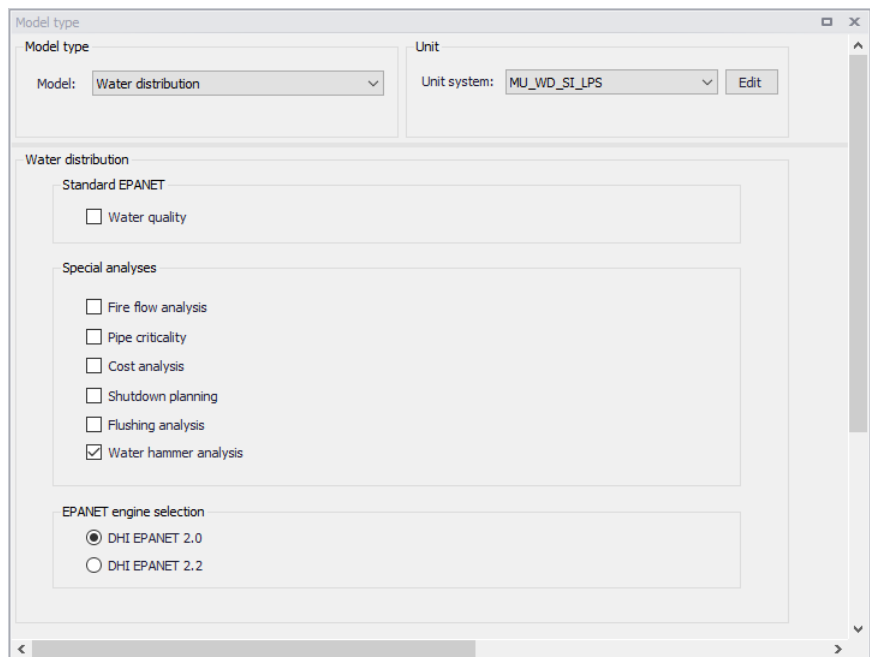 Model type
Model type
Unit
Model:
Water distribution
Unit system:
MU_WD_SI_LPS
Edit
Water distribution
Standard EPANET
Water quality
Special analyses
Fire flow analysis
Pipe criticality
Cost analysis
Shutdown planning
Flushing analysis
Water hammer analysis
EPANET engine selection
DHI EPANET 2.0
DHI EPANET 2.2